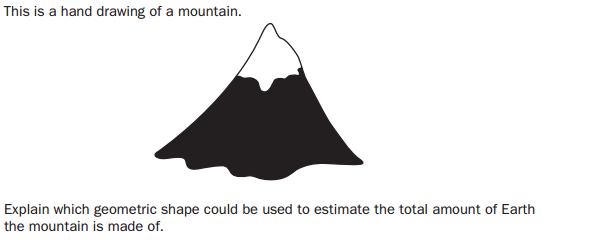 This is a hand drawing of a mountain.
Explain which geometric shape could be used to estimate the total amount of Earth
the mountain is made of.